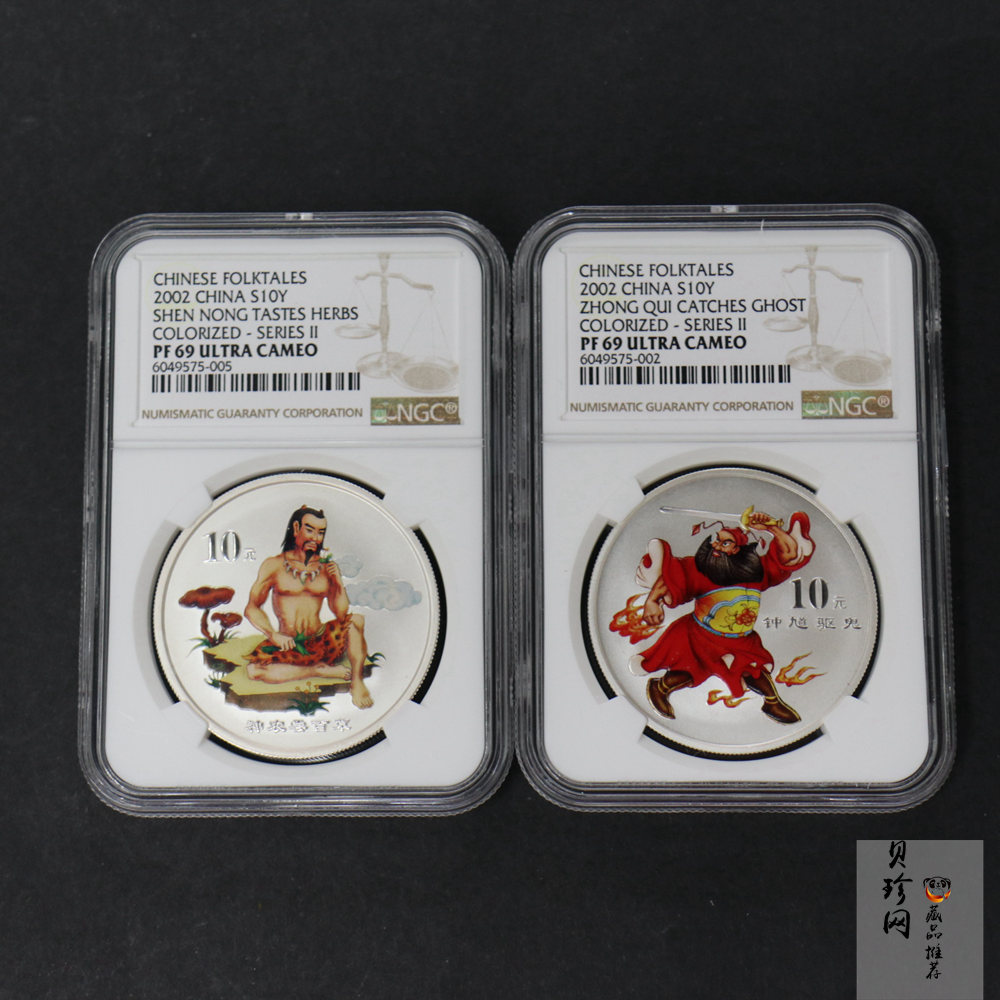 CHINESE FOLKTALES
2002 CHINA S10Y
SHEN NONG TASTES HERBS
COLORIZED - SERIES II
PF 69 ULTRA CAMEO
6049575-005
NUMISMATIC GUARANTY CORPORATION
NGC®
10元
神农尝百草
CHINESE FOLKTALES
2002 CHINA S10Y
ZHONG QUI CATCHES GHOST
COLORIZED - SERIES II
PF 69 ULTRA CAMEO
6049575-002
NUMISMATIC GUARANTY CORPORATION
NGC®
10元
钟馗驱鬼
贝珍网
藏品推荐